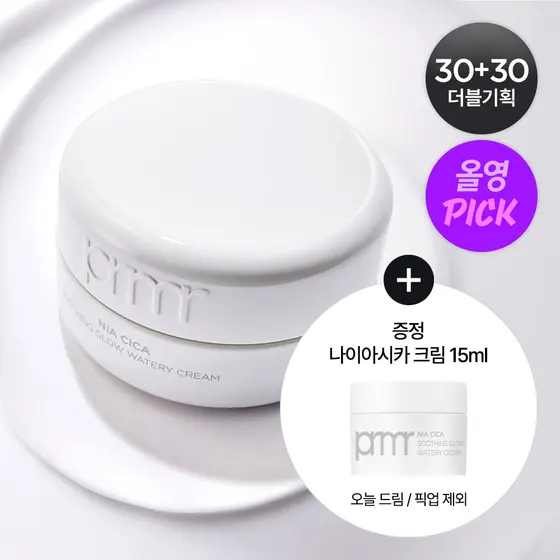 30+30
더블기획
올영
PICK
prmr
NIA CICA
SOOTHING GLOW WATERY CREAM
+
증정
나이아시카 크림 15ml
prmr
NIA CICA
SOOTHING GLOW
WATERY CREAM
오늘 드림 / 픽업 제외